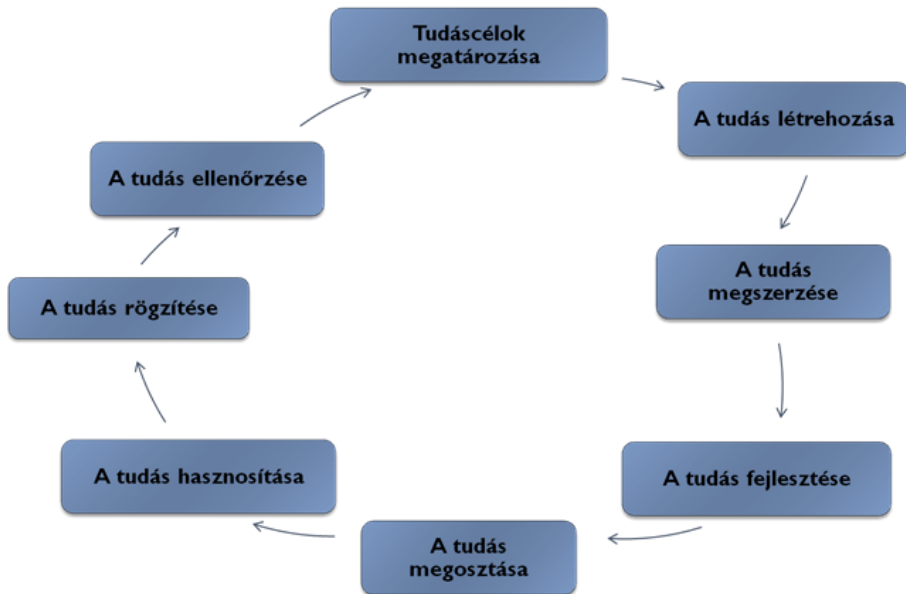 Tudáscélok
megatározása
A tudás létrehozása
A tudás
megszerzése
A tudás fejlesztése
A tudás
megosztása
A tudás hasznosítása
A tudás rögzítése
A tudás ellenőrzése